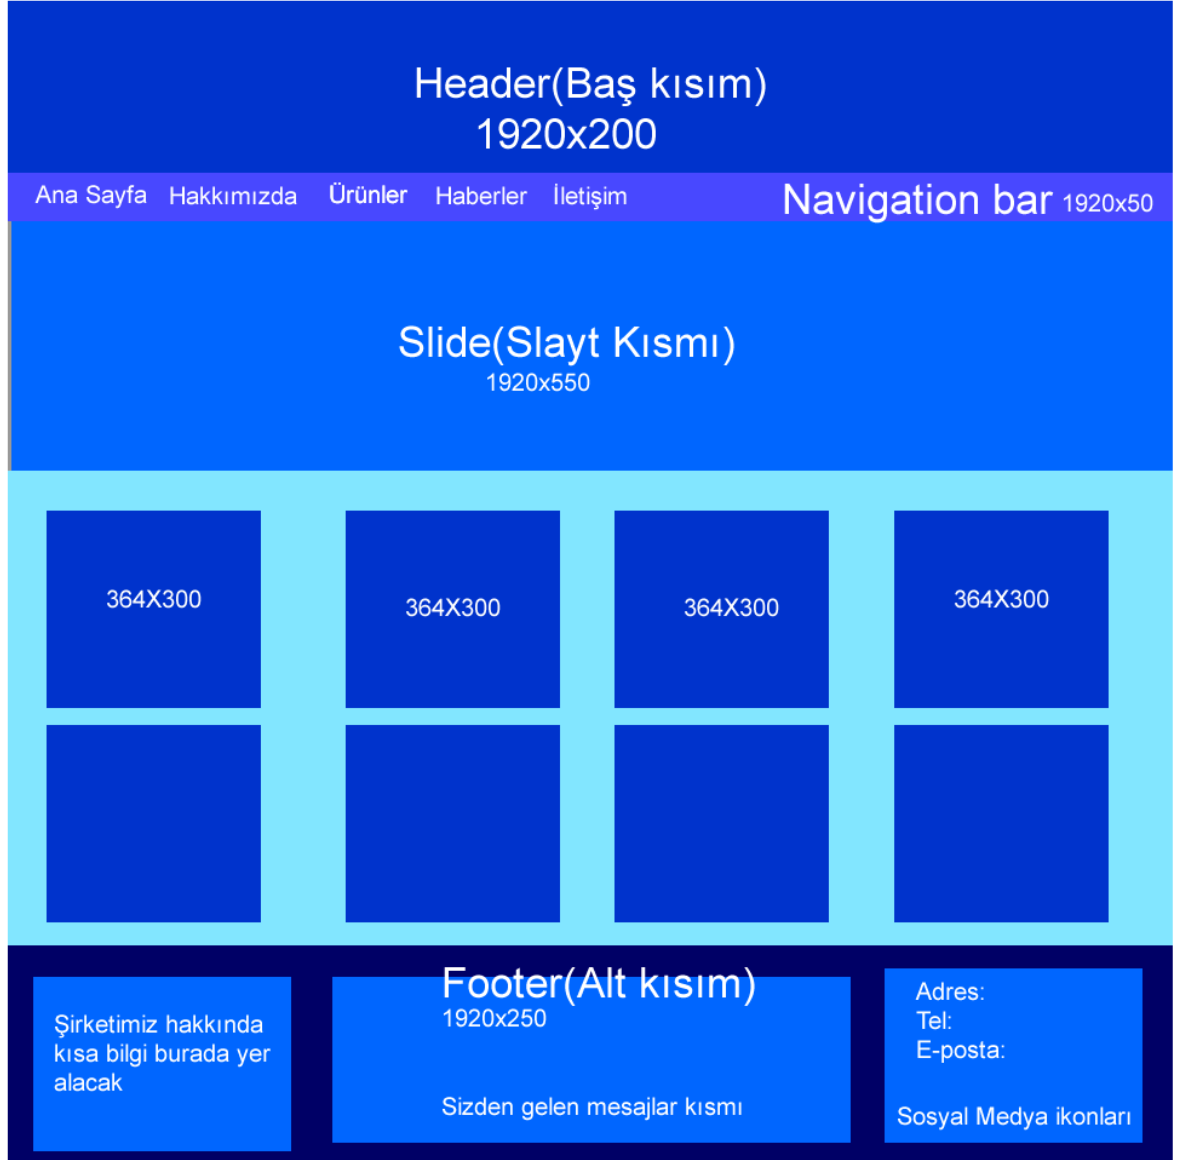 Header(Baş kısım)
1920x200
Ana Sayfa Hakkımızda Ürünler Haberler İletişim Navigation bar 1920x50
Slide(Slayt Kısmı)
1920x550
364X300 364X300 364X300 364X300
Footer(Alt kısım)
1920x250
Şirketimiz hakkında
kısa bilgi burada yer
alacak
Sizden gelen mesajlar kısmı
Adres:
Tel:
E-posta:
Sosyal Medya ikonları